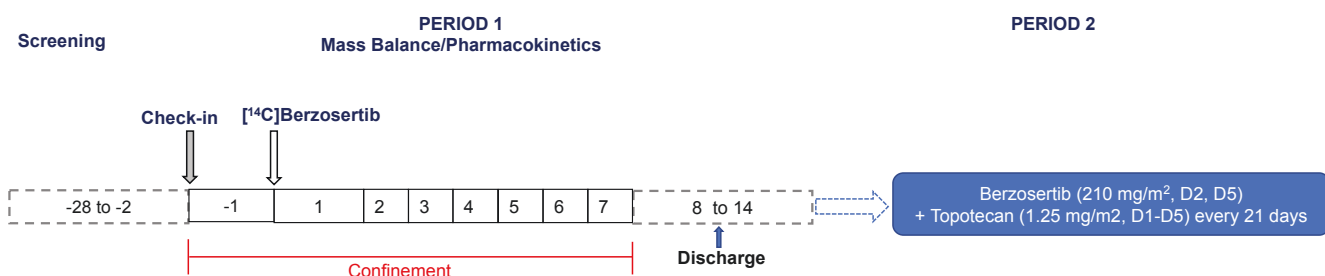 PERIOD 1
PERIOD 2
Screening
Mass Balance/Pharmacokinetics
Check-in
[¹⁴C]Berzosertib
-28 to -2
-1
1
2
3
4
5
6
7
8 to 14
Berzosertib (210 mg/m², D2, D5)
+ Topotecan (1.25 mg/m2, D1-D5) every 21 days
Discharge
Confinement